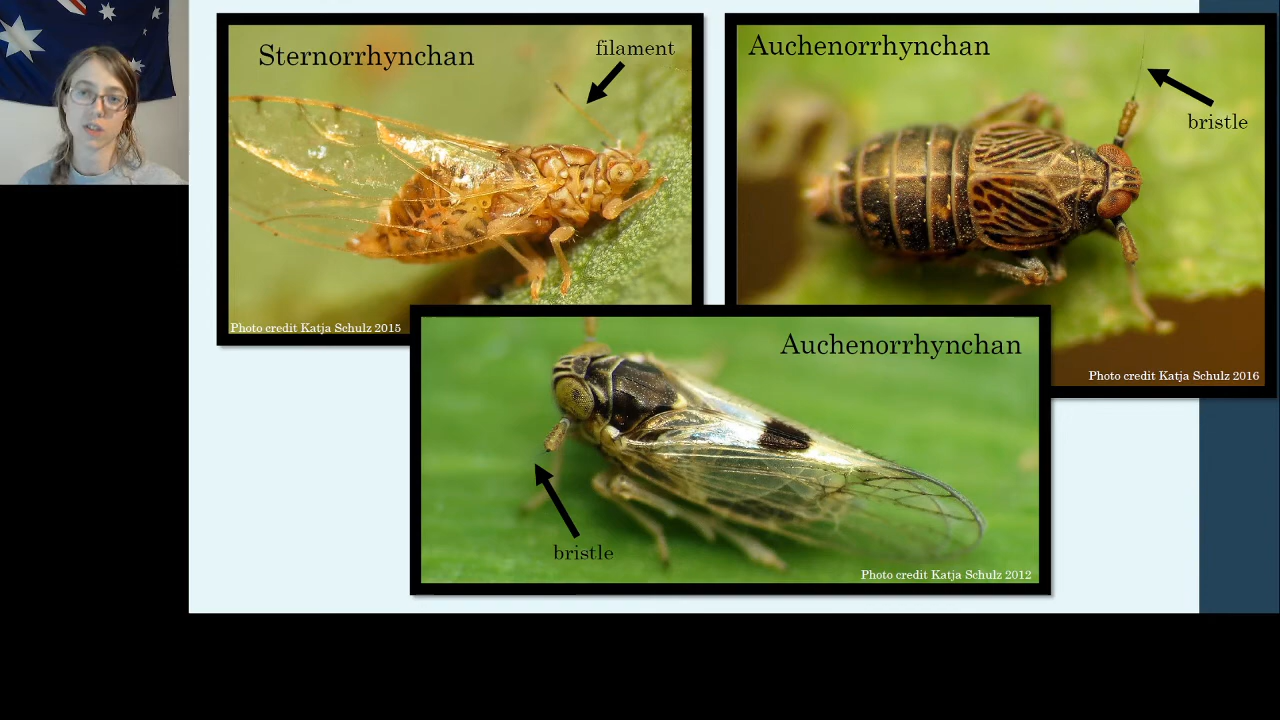 Sternorrhynchan
filament
Photo credit Katja Schulz 2015
Auchenorrhynchan
bristle
Photo credit Katja Schulz 2016
Auchenorrhynchan
bristle
Photo credit Katja Schulz 2012